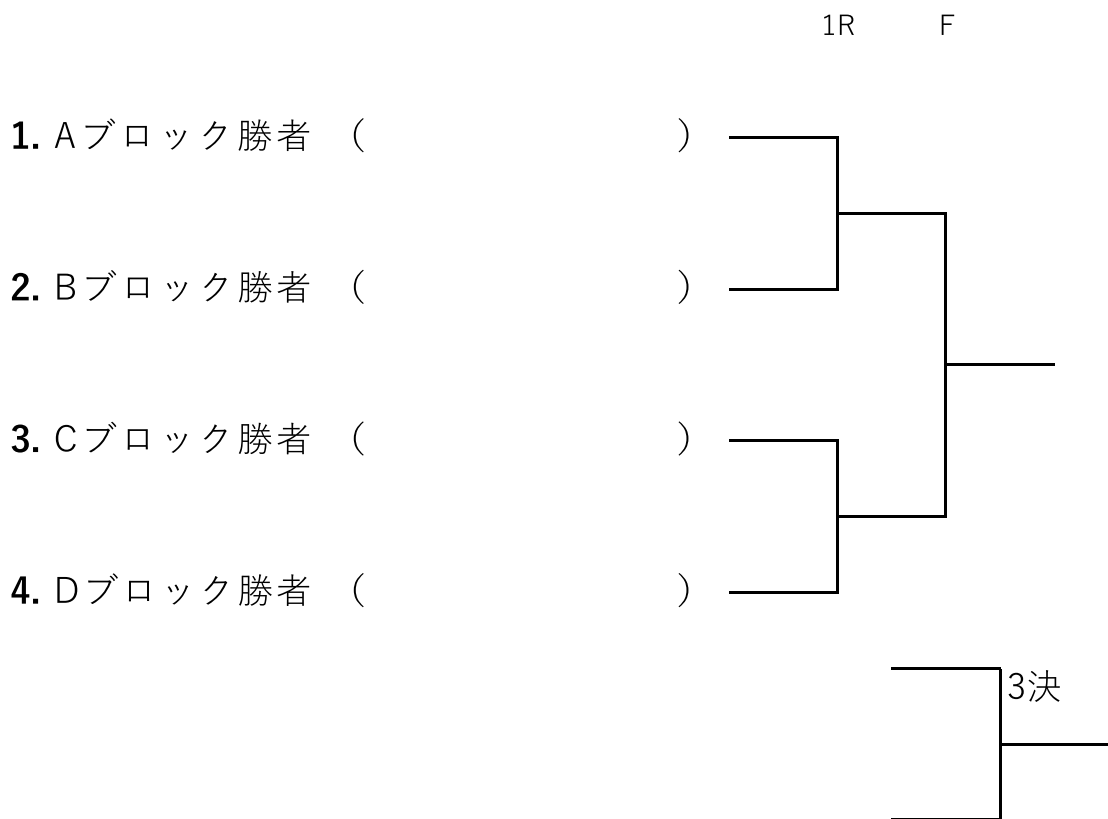 1R F
1. Aブロック勝者 ( )
2. Bブロック勝者 ( )
3. Cブロック勝者 ( )
4. Dブロック勝者 ( )
3決